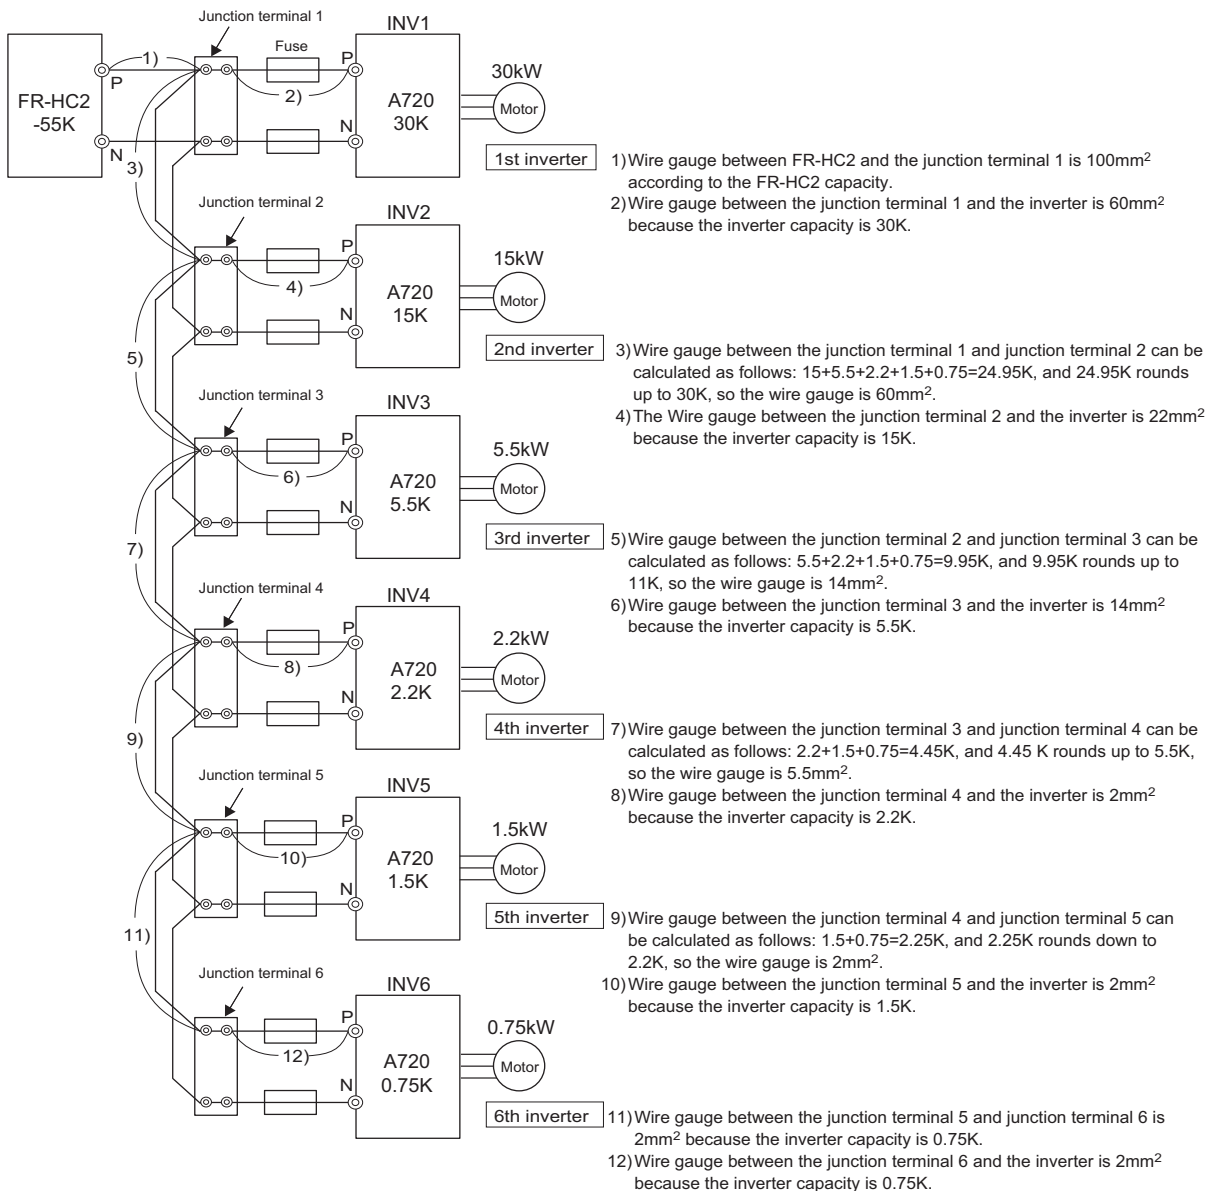 Junction terminal 1
INV1
Fuse
1)
P
P
FR-HC2
-55K
2)
A720
30K
30kW
Motor
N
N
3)
1st inverter
1)Wire gauge between FR-HC2 and the junction terminal 1 is 100mm²
according to the FR-HC2 capacity.
2)Wire gauge between the junction terminal 1 and the inverter is 60mm²
because the inverter capacity is 30K.
Junction terminal 2
INV2
P
4)
A720
15K
15kW
Motor
N
5)
2nd inverter
3)Wire gauge between the junction terminal 1 and junction terminal 2 can be
calculated as follows: 15+5.5+2.2+1.5+0.75=24.95K, and 24.95K rounds
up to 30K, so the wire gauge is 60mm².
4)The Wire gauge between the junction terminal 2 and the inverter is 22mm²
because the inverter capacity is 15K.
Junction terminal 3
INV3
P
6)
A720
5.5K
5.5kW
Motor
N
7)
3rd inverter
5)Wire gauge between the junction terminal 2 and junction terminal 3 can be
calculated as follows: 5.5+2.2+1.5+0.75=9.95K, and 9.95K rounds up to
11K, so the wire gauge is 14mm².
6)Wire gauge between the junction terminal 3 and the inverter is 14mm²
because the inverter capacity is 5.5K.
Junction terminal 4
INV4
P
8)
A720
2.2K
2.2kW
Motor
N
9)
4th inverter
7)Wire gauge between the junction terminal 3 and junction terminal 4 can be
calculated as follows: 2.2+1.5+0.75=4.45K, and 4.45 K rounds up to 5.5K,
so the wire gauge is 5.5mm².
8)Wire gauge between the junction terminal 4 and the inverter is 2mm²
because the inverter capacity is 2.2K.
Junction terminal 5
INV5
P
10)
A720
1.5K
1.5kW
Motor
N
11)
5th inverter
9)Wire gauge between the junction terminal 4 and junction terminal 5 can
be calculated as follows: 1.5+0.75=2.25K, and 2.25K rounds down to
2.2K, so the wire gauge is 2mm².
10)Wire gauge between the junction terminal 5 and the inverter is 2mm²
because the inverter capacity is 1.5K.
Junction terminal 6
INV6
P
12)
A720
0.75K
0.75kW
Motor
N
6th inverter
11)Wire gauge between the junction terminal 5 and junction terminal 6 is
2mm² because the inverter capacity is 0.75K.
12)Wire gauge between the junction terminal 6 and the inverter is 2mm²
because the inverter capacity is 0.75K.